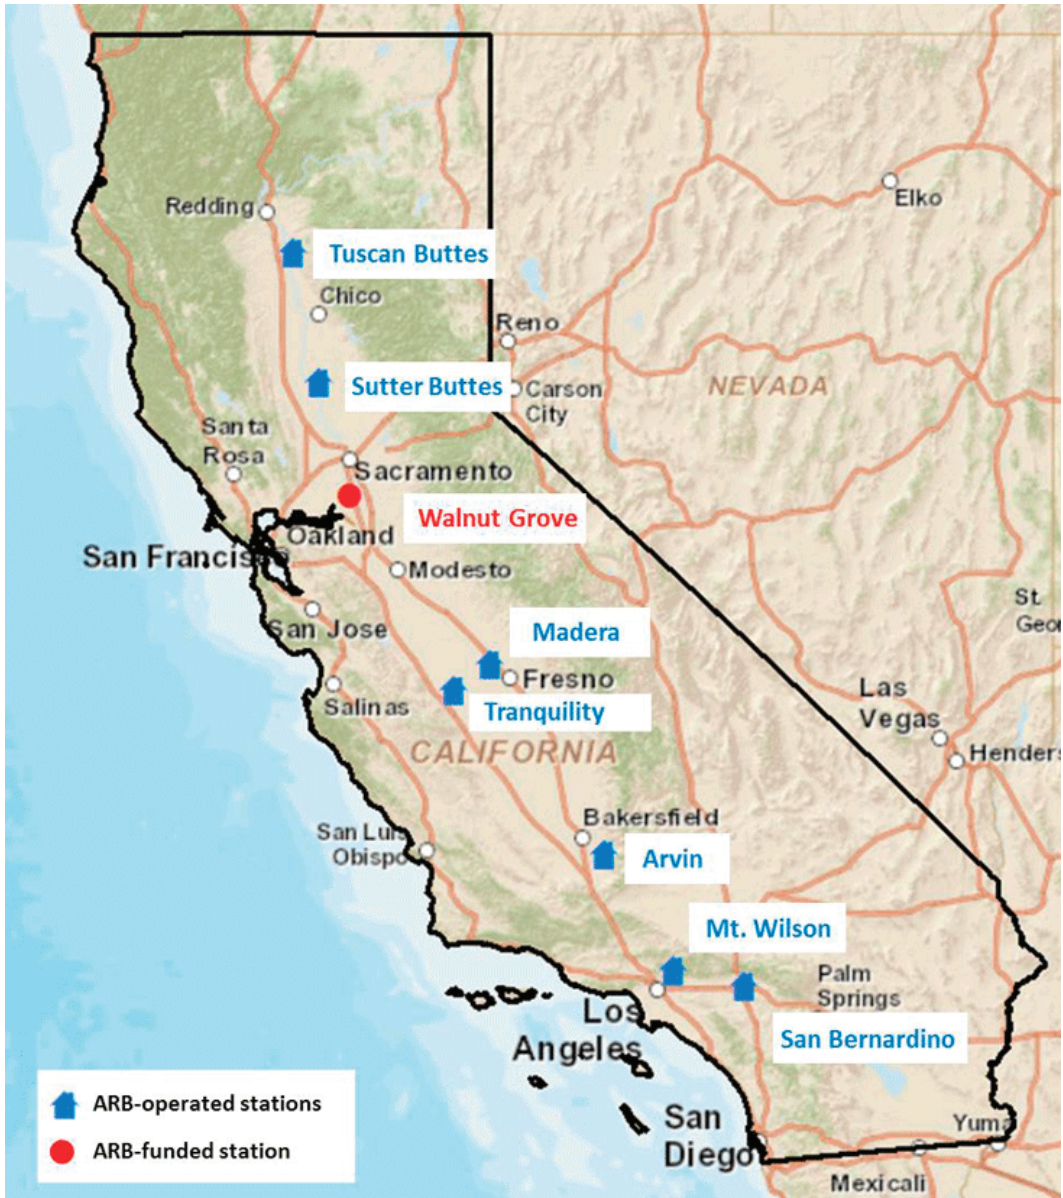 Redding
Elko
Tuscan Buttes
Chico
Reno
Sutter Buttes
Carson
City
NEVADA
Santa
Rosa
Sacramento
Walnut Grove
Oakland
San Francis
Modesto
St.
Geor
San Jose
Madera
Fresno
Salinas
Tranquility
Las
Vegas
CALIFORNIA
Henders
Bakersfield
San Luis
Obispo
Arvin
Mt. Wilson
Palm
Springs
Los
Angeles
San Bernardino
ARB-operated stations
ARB-funded station
San
Diego
Yuma
Mexicali